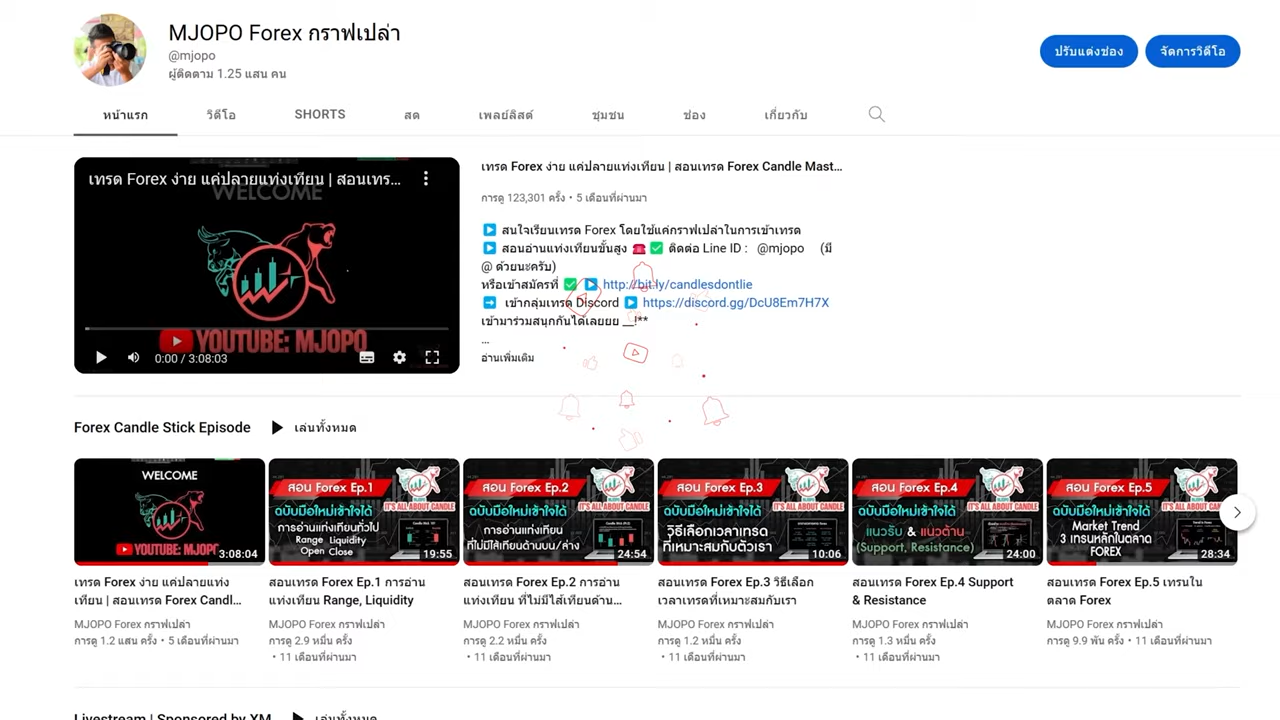 MJOPO Forex กราฟเปล่า
@mjopo
ผู้ติดตาม 1.25 แสน คน
ปรับแต่งช่อง
จัดการวิดีโอ
หน้าแรก
วิดีโอ
SHORTS
สด
เพลย์ลิสต์
ชุมชน
ช่อง
เกี่ยวกับ
เทรด Forex ง่าย แค่ปลายแท่งเทียน | สอนเทร...
WELCOME
YOUTUBE: MJOPO
0:00 / 3:08:03
เทรด Forex ง่าย แค่ปลายแท่งเทียน | สอนเทรด Forex Candle Mast...
การดู 123,301 ครั้ง • 5 เดือนที่ผ่านมา
สนใจเรียนเทรด Forex โดยใช้แค่กราฟเปล่าในการเข้าเทรด
สอนอ่านแท่งเทียนขั้นสูง ☎️ ✅ ติดต่อ Line ID : @mjopo (มี
@ ด้วยนะครับ)
หรือเข้าสมัครที่ ✅ ▶️ http://bit.ly/candlesdontlie
➡️ เข้ากลุ่มเทรด Discord ▶️ https://discord.gg/DcU8Em7H7X
เข้ามาร่วมสนุกกันได้เลยยย __!**
...
อ่านเพิ่มเติม
Forex Candle Stick Episode
เล่นทั้งหมด
WELCOME
YOUTUBE: MJOPO
3:08:04
สอน Forex Ep.1
IT'S ALL ABOUT CANDLE
ฉบับมือใหม่เข้าใจได้
การอ่านแท่งเทียนทั่วไป
Range Liquidity
Open Close
19:55
สอน Forex Ep.2
IT'S ALL ABOUT CANDLE
ฉบับมือใหม่เข้าใจได้
การอ่านแท่งเทียน
ที่ไม่มีไส้เทียนด้านบน/ล่าง
24:54
สอน Forex Ep.3
IT'S ALL ABOUT CANDLE
ฉบับมือใหม่เข้าใจได้
วิธีเลือกเวลาเทรด
ที่เหมาะสมกับตัวเรา
10:06
สอน Forex Ep.4
IT'S ALL ABOUT CANDLE
ฉบับมือใหม่เข้าใจได้
แนวรับ & แนวต้าน
(Support, Resistance)
24:00
สอน Forex Ep.5
IT'S ALL ABOUT CANDLE
ฉบับมือใหม่เข้าใจได้
Market Trend
3 เทรนหลักในตลาด
FOREX
28:34
เทรด Forex ง่าย แค่ปลายแท่ง
เทียน | สอนเทรด Forex Candl...
MJOPO Forex กราฟเปล่า
การดู 1.2 แสน ครั้ง • 5 เดือนที่ผ่านมา
สอนเทรด Forex Ep.1 การอ่าน
แท่งเทียน Range, Liquidity
MJOPO Forex กราฟเปล่า
การดู 2.9 หมื่น ครั้ง
• 11 เดือนที่ผ่านมา
สอนเทรด Forex Ep.2 การอ่าน
แท่งเทียน ที่ไม่มีไส้เทียนด้าน...
MJOPO Forex กราฟเปล่า
การดู 2.2 หมื่น ครั้ง
• 11 เดือนที่ผ่านมา
สอนเทรด Forex Ep.3 วิธีเลือก
เวลาเทรดที่เหมาะสมกับเรา
MJOPO Forex กราฟเปล่า
การดู 1.2 หมื่น ครั้ง
• 11 เดือนที่ผ่านมา
สอนเทรด Forex Ep.4 Support
& Resistance
MJOPO Forex กราฟเปล่า
การดู 1.3 หมื่น ครั้ง
• 11 เดือนที่ผ่านมา
สอนเทรด Forex Ep.5 เทรนใน
ตลาด Forex
MJOPO Forex กราฟเปล่า
การดู 9.9 พัน ครั้ง • 11 เดือนที่ผ่านมา
Livestream | Sponsored by XM
เล่นทั้งหมด